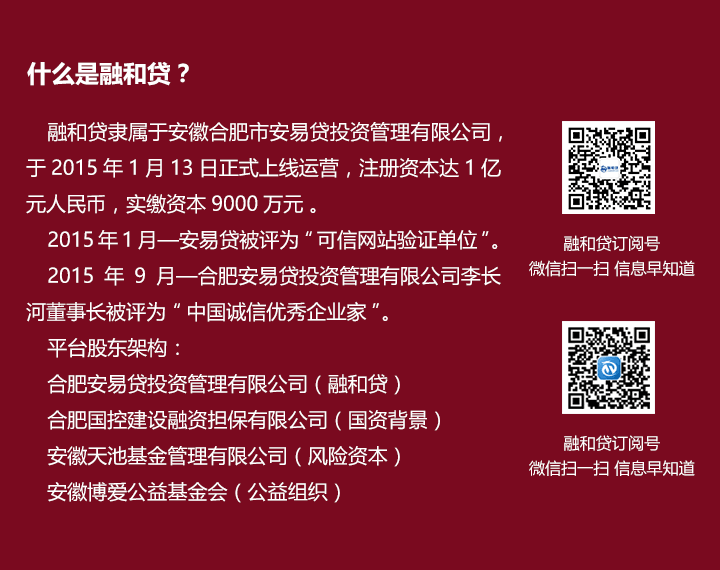 什么是融和贷？
融和贷隶属于安徽合肥市安易贷投资管理有限公司，
于 2015 年 1 月 13 日正式上线运营，注册资本达 1 亿
元人民币，实缴资本 9000 万元 。
2015 年 1 月—安易贷被评为 “ 可信网站验证单位 ”。
2015 年 9 月—合肥安易贷投资管理有限公司李长
河董事长被评为 “ 中国诚信优秀企业家 ”。
平台股东架构：
合肥安易贷投资管理有限公司（ 融和贷 ）
合肥国控建设融资担保有限公司（ 国资背景 ）
安徽天池基金管理有限公司（ 风险资本 ）
安徽博爱公益基金会（ 公益组织 ）
融和贷订阅号
微信扫一扫 信息早知道
融和贷订阅号
微信扫一扫 信息早知道